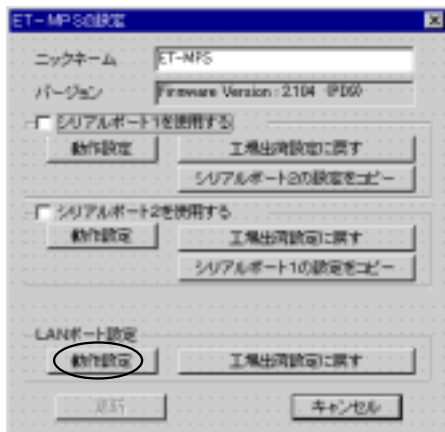 ET-MPSの設定
ニックネーム ET-MPS
バージョン Firmware Version : 2.104 (PD9)
シリアルポート1を使用する
動作設定 工場出荷設定に戻す
シリアルポート2の設定をコピー
シリアルポート2を使用する
動作設定 工場出荷設定に戻す
シリアルポート1の設定をコピー
LANポート設定
動作設定 工場出荷設定に戻す
更新 キャンセル